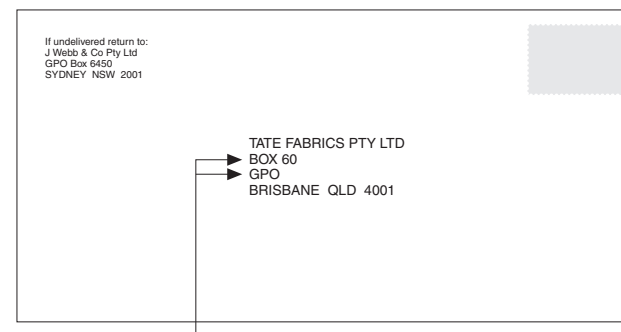 If undelivered return to:
J Webb & Co Pty Ltd
GPO Box 6450
SYDNEY NSW 2001
TATE FABRICS PTY LTD
BOX 60
GPO
BRISBANE QLD 4001